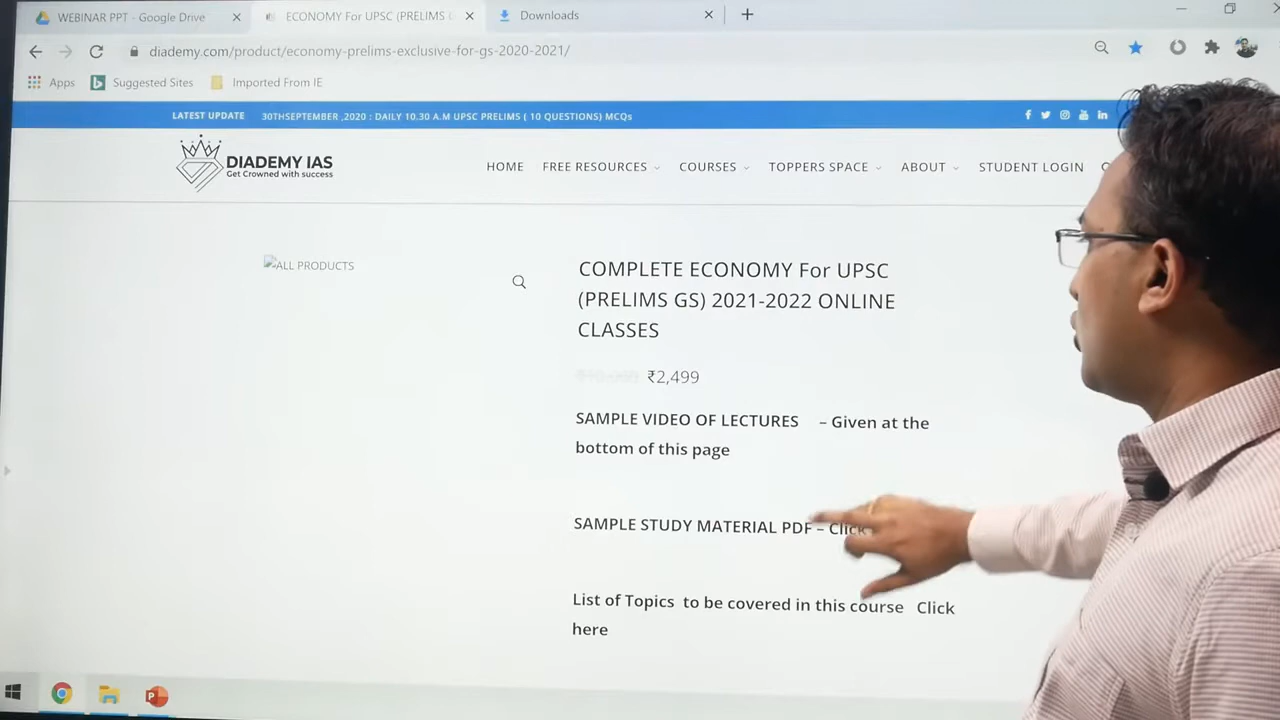 WEBINAR PPT - Google Drive
ECONOMY For UPSC (PRELIMS
Downloads
diademy.com/product/economy-prelims-exclusive-for-gs-2020-2021/
Apps
Suggested Sites
Imported From IE
LATEST UPDATE 30THSEPTEMBER ,2020 : DAILY 10.30 A.M UPSC PRELIMS ( 10 QUESTIONS) MCQs
DIADEMY IAS
Get Crowned with success
HOME FREE RESOURCES COURSES TOPPERS SPACE ABOUT STUDENT LOGIN
ALL PRODUCTS
COMPLETE ECONOMY For UPSC
(PRELIMS GS) 2021-2022 ONLINE
CLASSES
₹2,499
SAMPLE VIDEO OF LECTURES – Given at the
bottom of this page
SAMPLE STUDY MATERIAL PDF – Click
List of Topics to be covered in this course Click
here